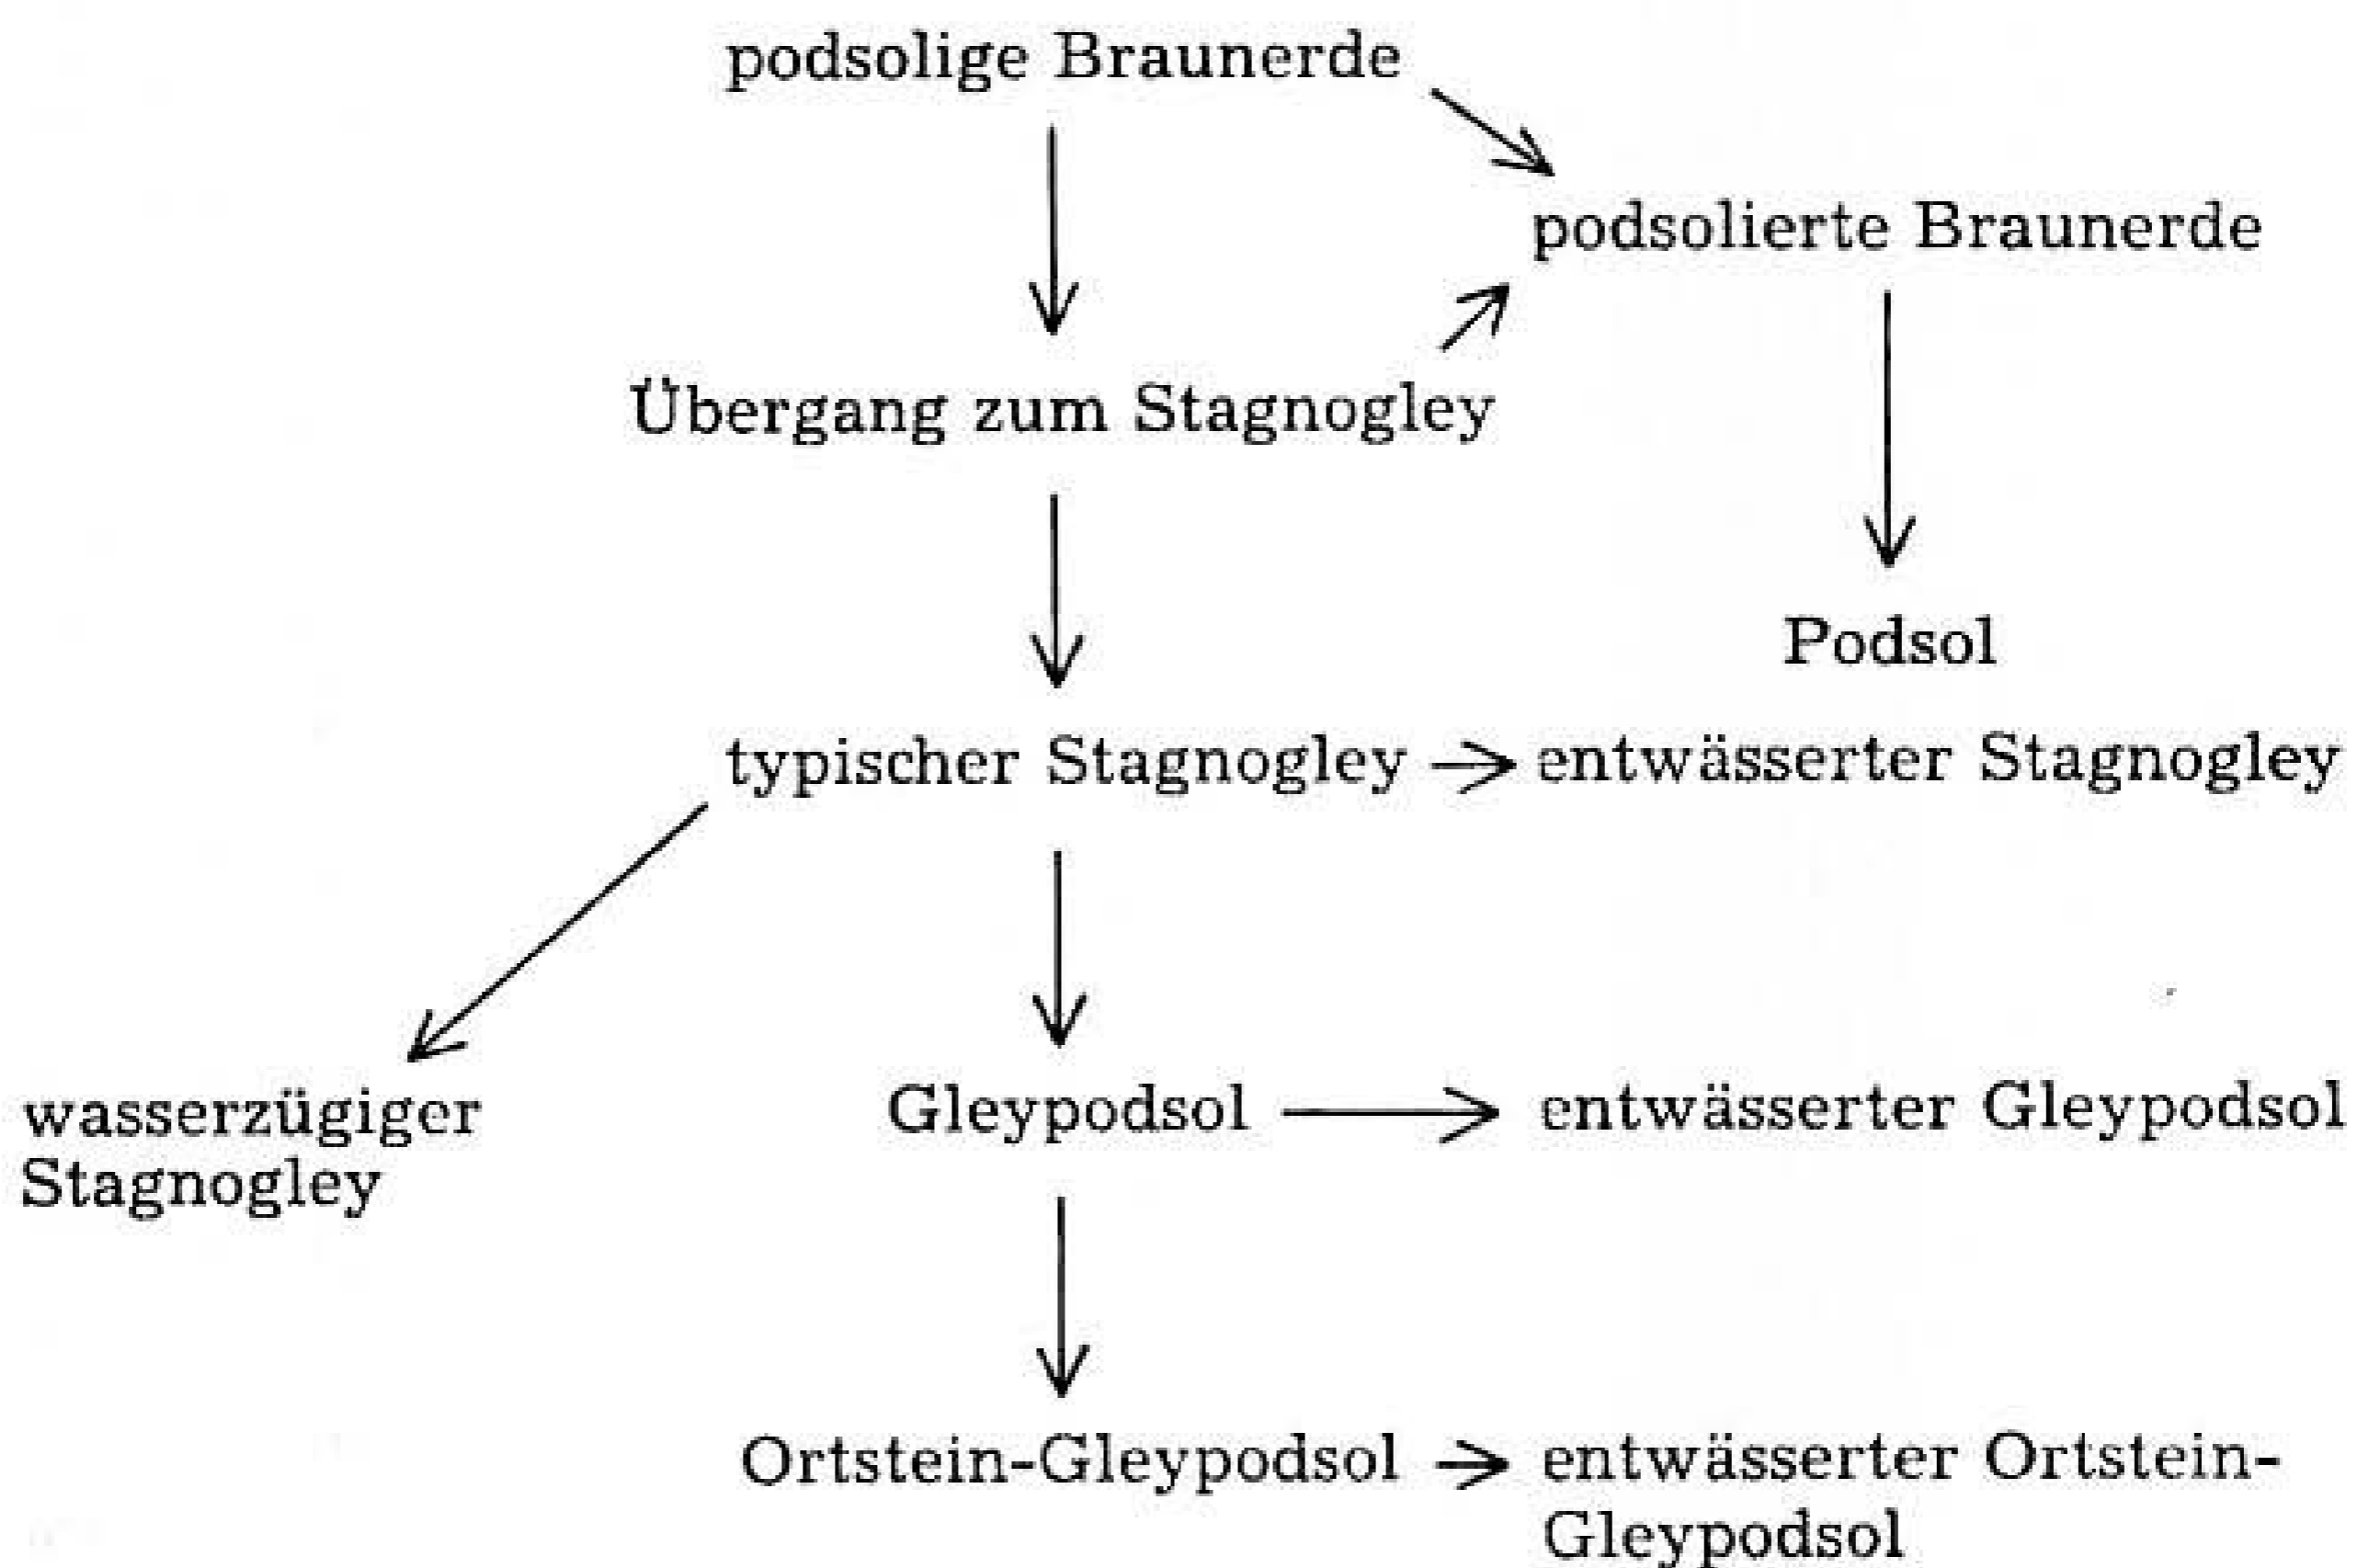 podsolige Braunerde
podsolierte Braunerde
Übergang zum Stagnogley
Podsol
typischer Stagnogley → entwässerter Stagnogley
wasserzügiger
Stagnogley
Gleypodsol → entwässerter Gleypodsol
Ortstein-Gleypodsol → entwässerter Ortstein-
Gleypodsol